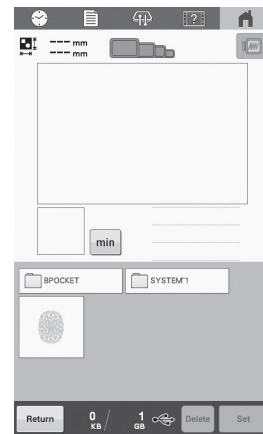 ?
--- mm
--- mm
min
BPOCKET SYSTEM~1
Return 0 KB / 1 GB Delete Set